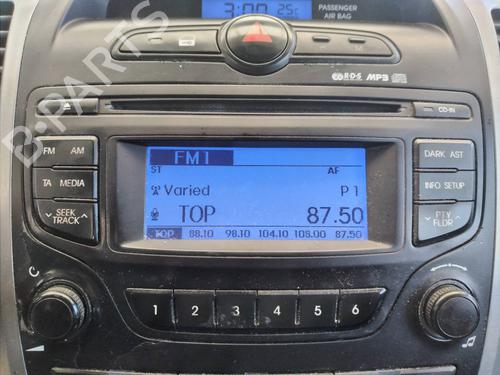 3:00 25c
PASSENGER
AIR BAG
RDS MP3
CD-IN
FM AM
TA MEDIA
SEEK
TRACK
FM1
ST AF
Varied P1
TOP 87.50
TOP 88.10 98.10 104.10 108.00 87.50
DARK AST
INFO SETUP
PTY
FLDR
1 2 3 4 5 6
B-PARTS